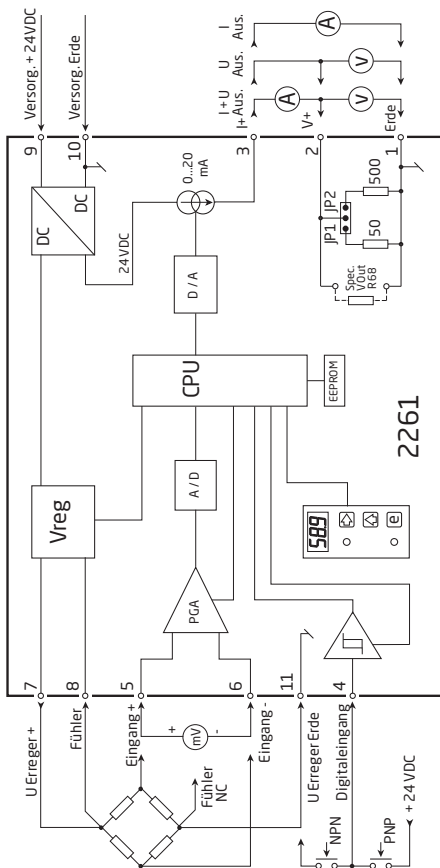 Versorg. + 24VDC
Versorg. Erde
9
10
DC
DC
24VDC
0...20
mA
I
Aus.
U
Aus.
I+U
Aus.
I+
V+
Erde
A
V
A
V
3
2
1
JP1
JP2
50
500
Spec.
VOut
R68
D / A
CPU
EEPROM
2261
Vreg
A / D
PGA
58.9
e
7
8
5
6
11
4
U Erreger +
Fühler
Eingang +
+
mV
-
Eingang -
Fühler
NC
U Erreger Erde
Digitaleingang
NPN
PNP
+ 24 VDC